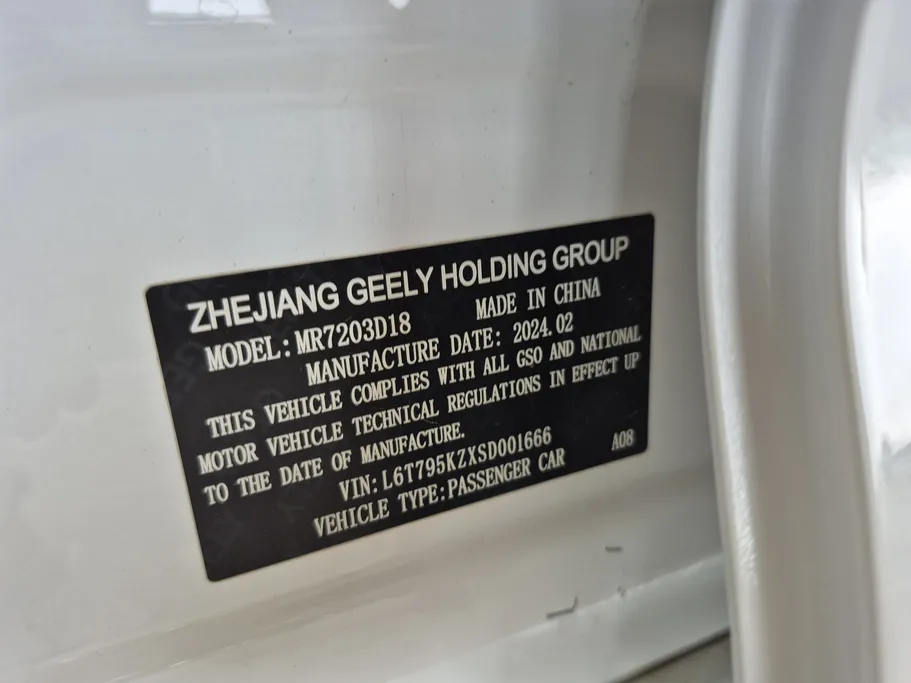 ZHEJIANG GEELY HOLDING GROUP
MODEL:MR7203D18 MADE IN CHINA
MANUFACTURE DATE: 2024.02
THIS VEHICLE COMPLIES WITH ALL GSO AND NATIONAL
MOTOR VEHICLE TECHNICAL REGULATIONS IN EFFECT UP
TO THE DATE OF MANUFACTURE.
VIN:L6T795KZXSD001666 A08
VEHICLE TYPE:PASSENGER CAR